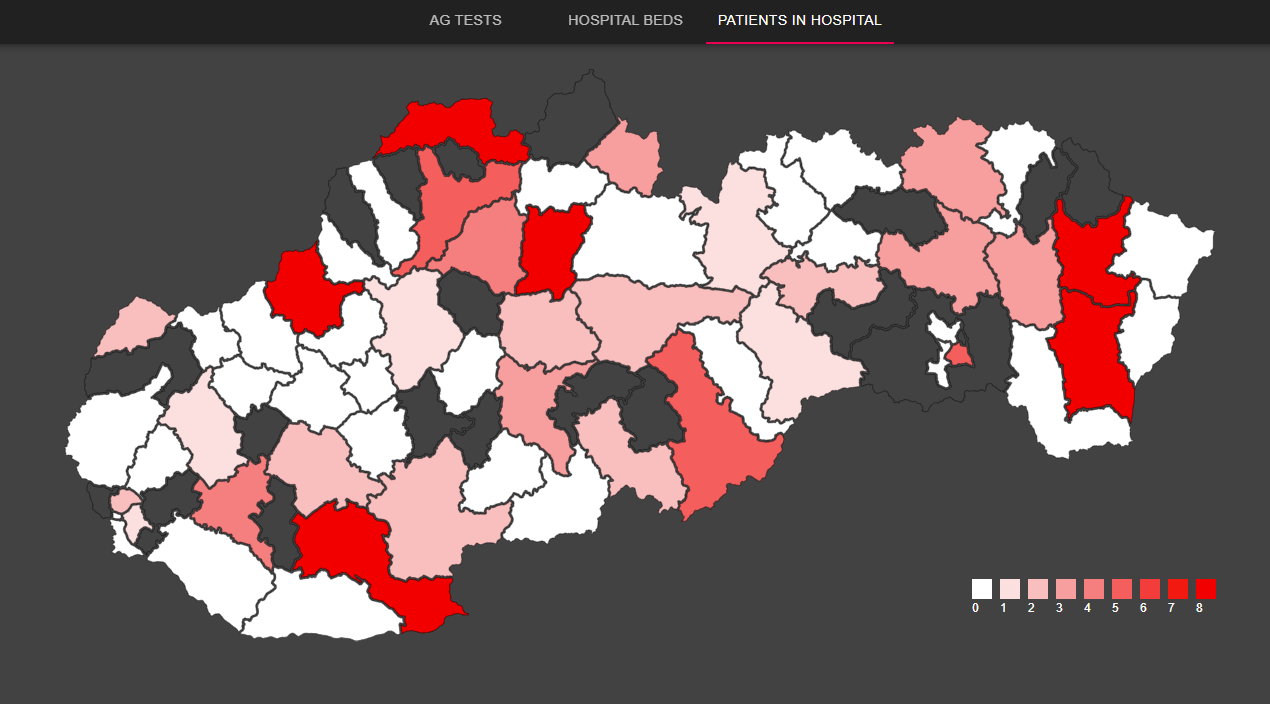 AG TESTS HOSPITAL BEDS PATIENTS IN HOSPITAL
0 1 2 3 4 5 6 7 8